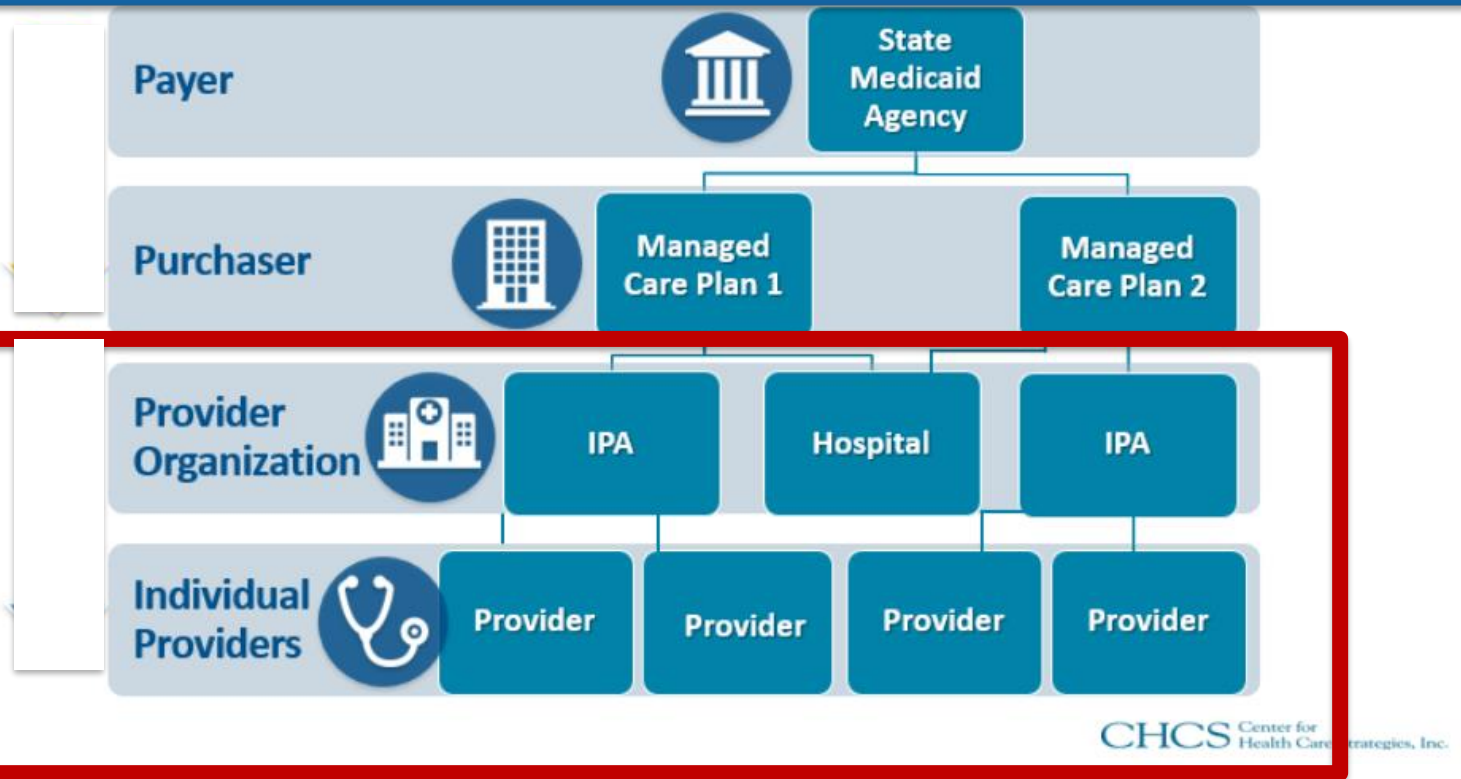 Payer
State
Medicaid
Agency
Purchaser
Managed
Care Plan 1
Managed
Care Plan 2
Provider
Organization
IPA
Hospital
IPA
Individual
Providers
Provider
Provider
Provider
Provider
CHCS Center for
Health Care trategies, Inc.